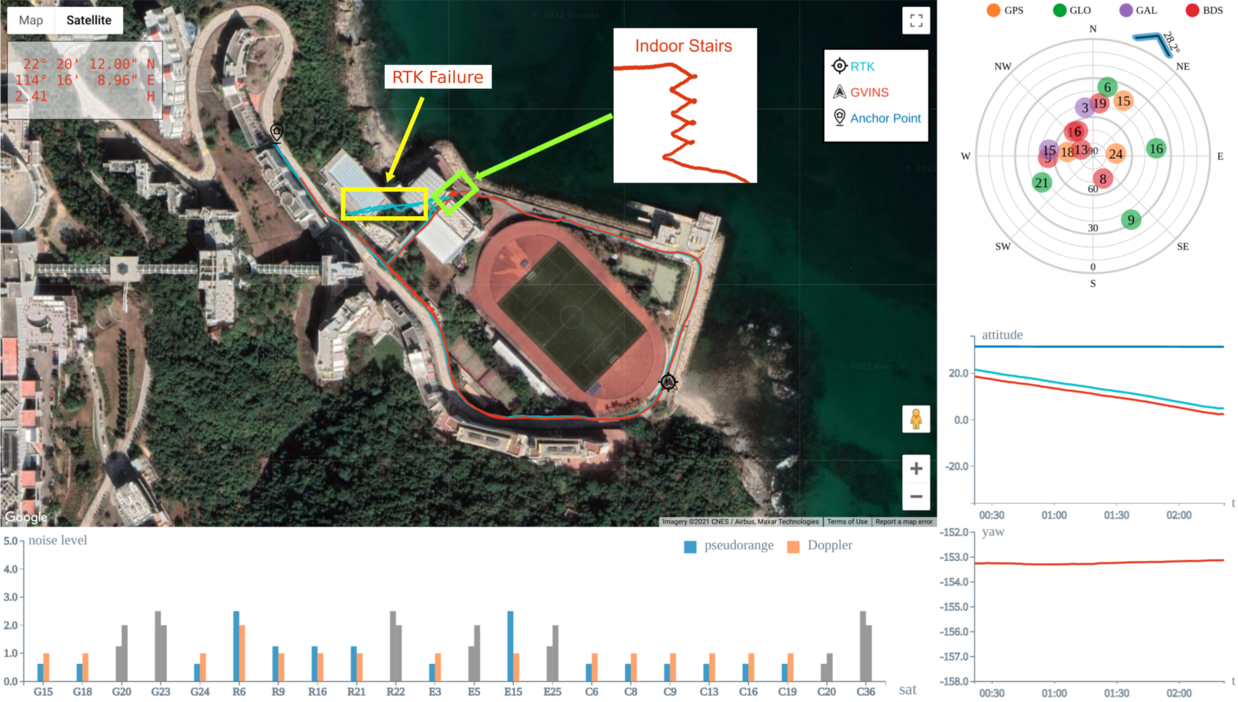 Map
Satellite
22° 20' 12.00" N
114° 16' 8.96" E
2.41 H
RTK Failure
Indoor Stairs
RTK
GVINS
Anchor Point
Google
Imagery ©2021 CNES / Airbus, Maxar Technologies
Terms of Use
Report a map error
GPS
GLO
GAL
BDS
N
28.2°
NW
NE
6
3
19
15
16
W
15
9
18
13
90
24
16
E
21
8
60
9
SW
30
SE
0
S
attitude
20.0
0.0
-20.0
t
00:30
01:00
01:30
02:00
yaw
-152.0
-153.0
-154.0
-155.0
-156.0
-157.0
-158.0
t
00:30
01:00
01:30
02:00
noise level
pseudorange
Doppler
5.0
4.0
3.0
2.0
1.0
0.0
G15 G18 G20 G23 G24 R6 R9 R16 R21 R22 E3 E5 E15 E25 C6 C8 C9 C13 C16 C19 C20 C36
sat